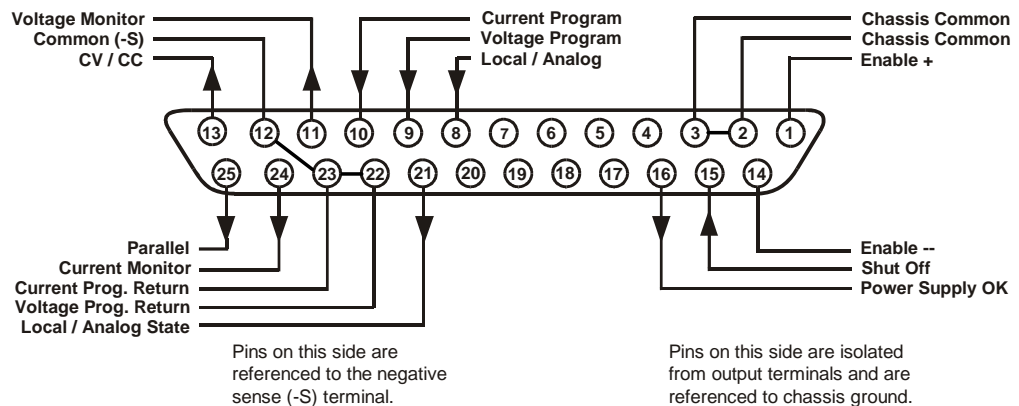 Voltage Monitor
Common (-S)
CV / CC
Current Program
Voltage Program
Local / Analog
Chassis Common
Chassis Common
Enable +
13 12 11 10 9 8 7 6 5 4 3 2 1
25 24 23 22 21 20 19 18 17 16 15 14
Parallel
Current Monitor
Current Prog. Return
Voltage Prog. Return
Local / Analog State
Enable --
Shut Off
Power Supply OK
Pins on this side are
referenced to the negative
sense (-S) terminal.
Pins on this side are isolated
from output terminals and are
referenced to chassis ground.